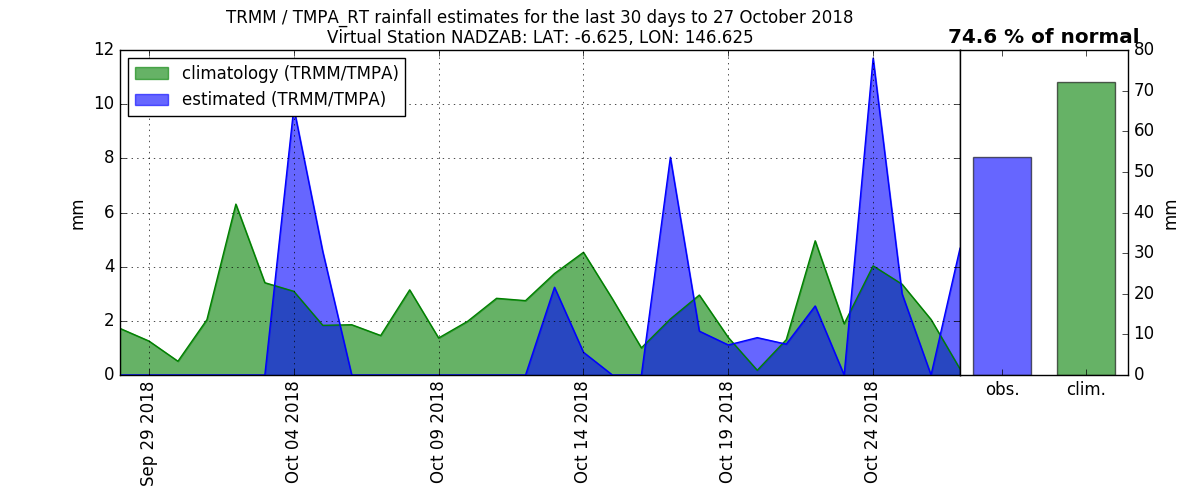 TRMM / TMPA_RT rainfall estimates for the last 30 days to 27 October 2018
Virtual Station NADZAB: LAT: -6.625, LON: 146.625
74.6 % of normal
climatology (TRMM/TMPA)
estimated (TRMM/TMPA)
12
10
8
6
4
2
0
mm
Sep 29 2018
Oct 04 2018
Oct 09 2018
Oct 14 2018
Oct 19 2018
Oct 24 2018
obs.
clim.
80
70
60
50
40
30
20
10
0
mm